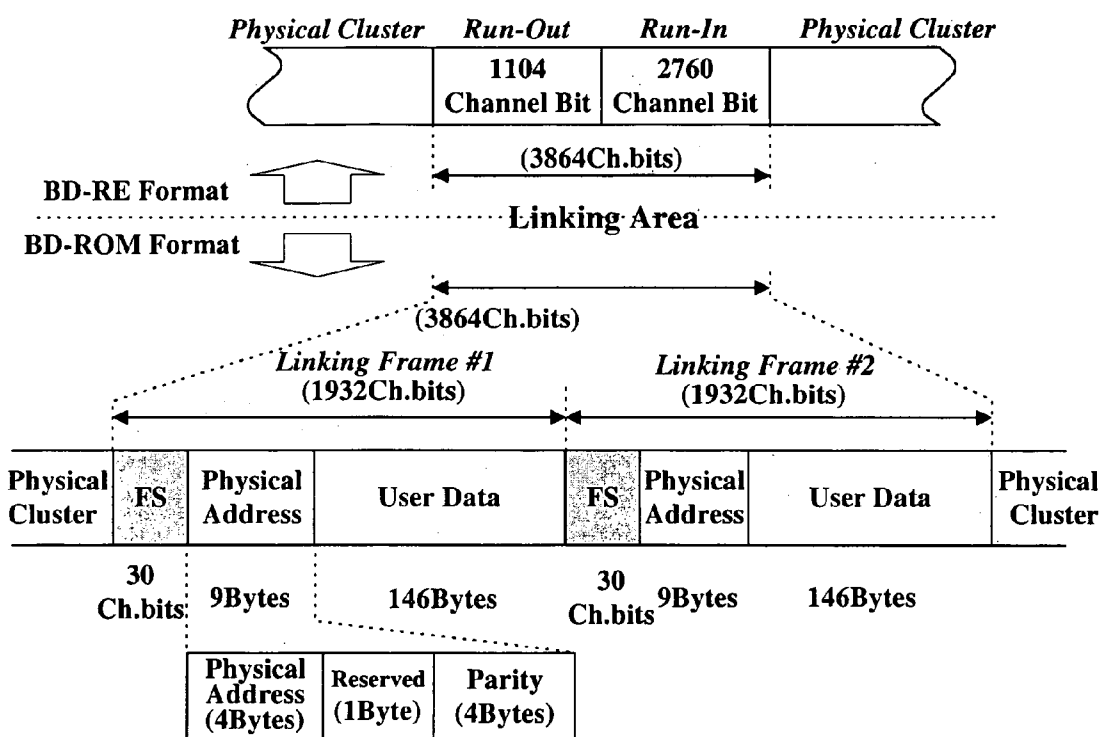 Physical Cluster Run-Out Run-In Physical Cluster
1104 Channel Bit 2760 Channel Bit
(3864Ch.bits)
BD-RE Format
Linking Area
BD-ROM Format
(3864Ch.bits)
Linking Frame #1 Linking Frame #2
(1932Ch.bits) (1932Ch.bits)
Physical Cluster FS Physical Address User Data FS Physical Address User Data Physical Cluster
30 Ch.bits 9Bytes 146Bytes 30 Ch.bits 9Bytes 146Bytes
Physical Address (4Bytes) Reserved (1Byte) Parity (4Bytes)